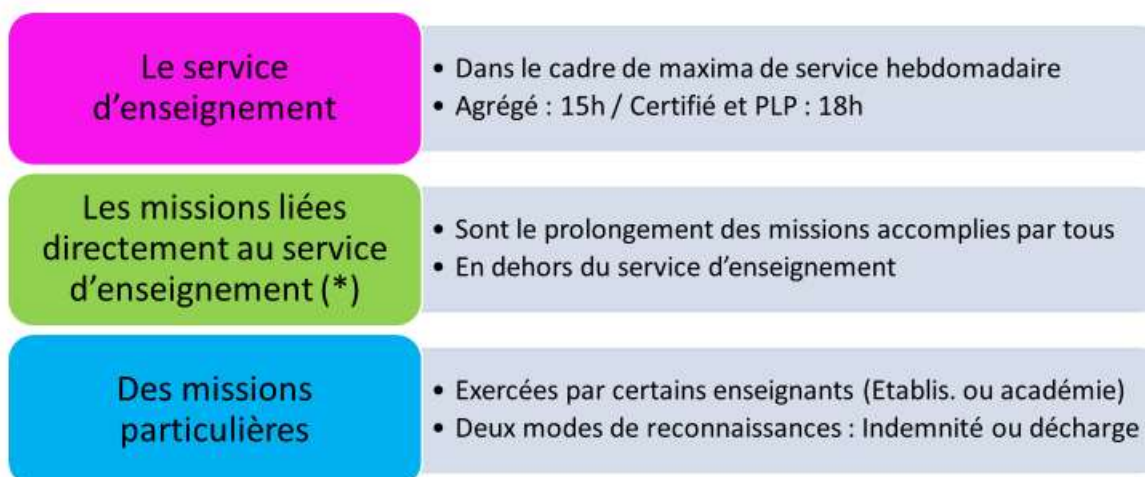 Le service
d'enseignement
• Dans le cadre de maxima de service hebdomadaire
• Agrégé : 15h / Certifié et PLP : 18h
Les missions liées
directement au service
d'enseignement (*)
• Sont le prolongement des missions accomplies par tous
• En dehors du service d'enseignement
Des missions
particulières
• Exercées par certains enseignants (Etablis. ou académie)
• Deux modes de reconnaissances : Indemnité ou décharge